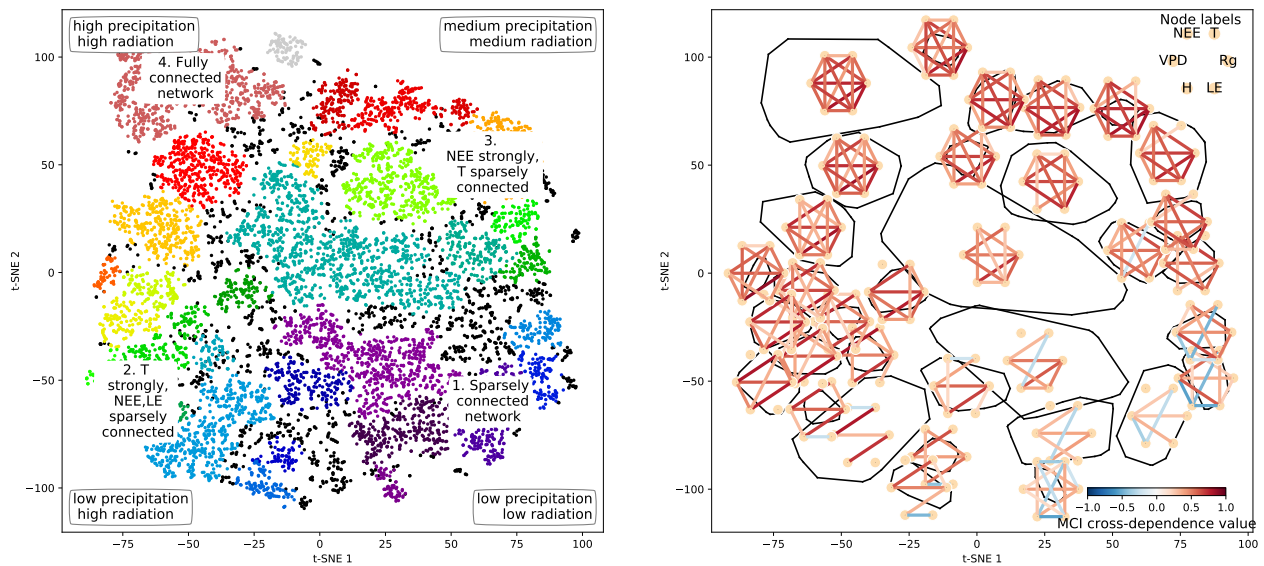 high precipitation
high radiation
medium precipitation
medium radiation
4. Fully
connected
network
3.
NEE strongly,
T sparsely
connected
2. T
strongly,
NEE,LE
sparsely
connected
1. Sparsely
connected
network
low precipitation
high radiation
low precipitation
low radiation
100
50
0
−50
−100
t-SNE 2
−75
−50
−25
0
25
50
75
100
t-SNE 1
Node labels
NEE T
VPD Rg
H LE
100
50
0
−50
−100
t-SNE 2
−1.0 −0.5 0.0 0.5 1.0
MCI cross-dependence value
−75
−50
−25
0
25
50
75
100
t-SNE 1